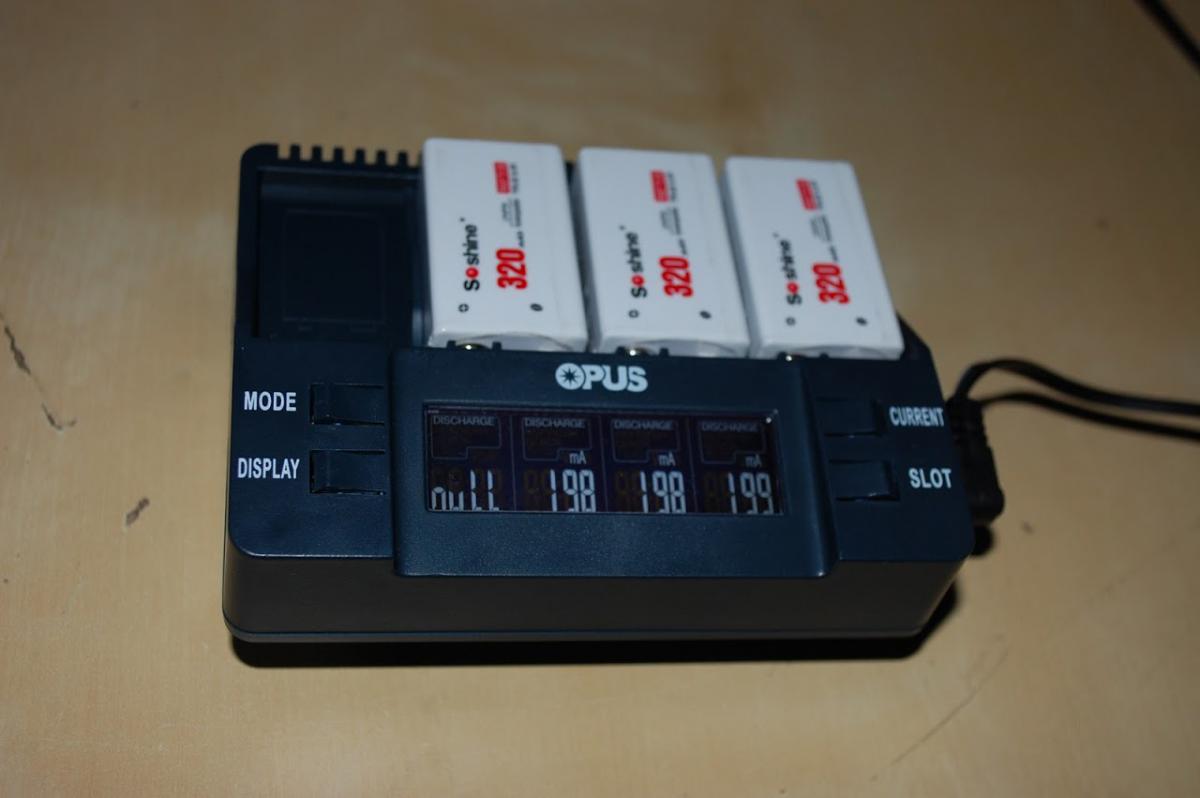 Soshine
320
Soshine
320
Soshine
320
OPUS
MODE
DISPLAY
CURRENT
SLOT
DISCHARGE DISCHARGE DISCHARGE DISCHARGE
mA mA mA
null 198 198 199